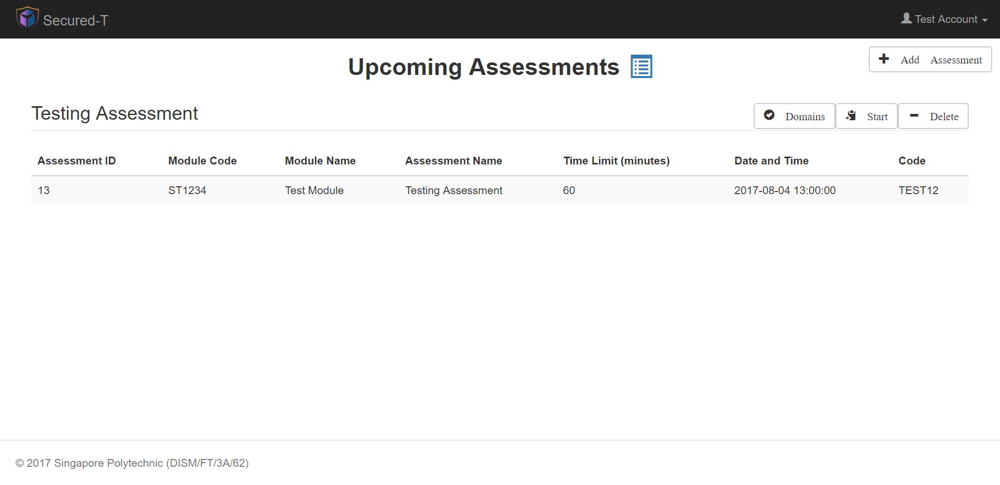 Secured-T
Test Account
Upcoming Assessments
Add Assessment
Testing Assessment
Domains
Start
Delete
Assessment ID Module Code Module Name Assessment Name Time Limit (minutes) Date and Time Code
13 ST1234 Test Module Testing Assessment 60 2017-08-04 13:00:00 TEST12
© 2017 Singapore Polytechnic (DISM/FT/3A/62)